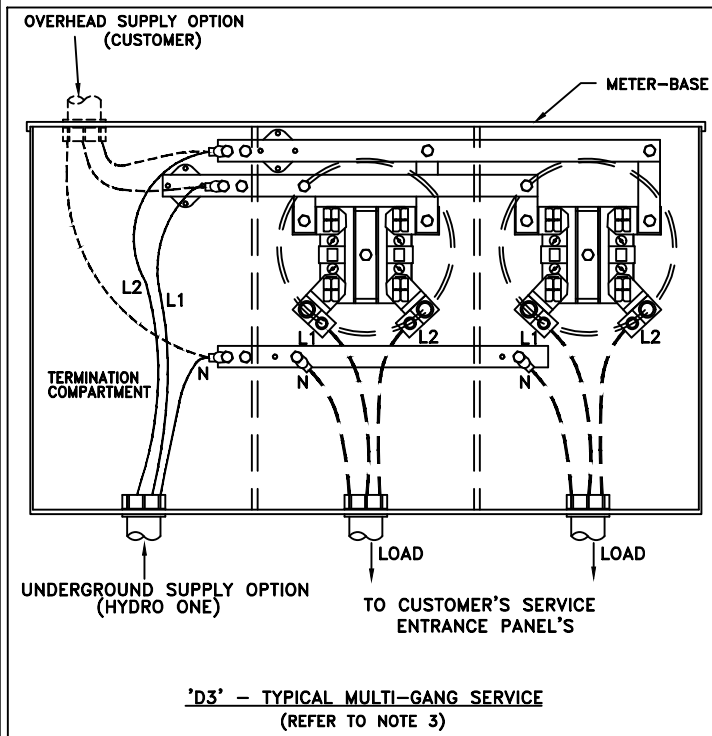 OVERHEAD SUPPLY OPTION
(CUSTOMER)
METER-BASE
L2
L1
L1
L2
L1
L2
N
N
N
TERMINATION
COMPARTMENT
LOAD
LOAD
UNDERGROUND SUPPLY OPTION
(HYDRO ONE)
TO CUSTOMER'S SERVICE
ENTRANCE PANEL'S
'D3' - TYPICAL MULTI-GANG SERVICE
(REFER TO NOTE 3)